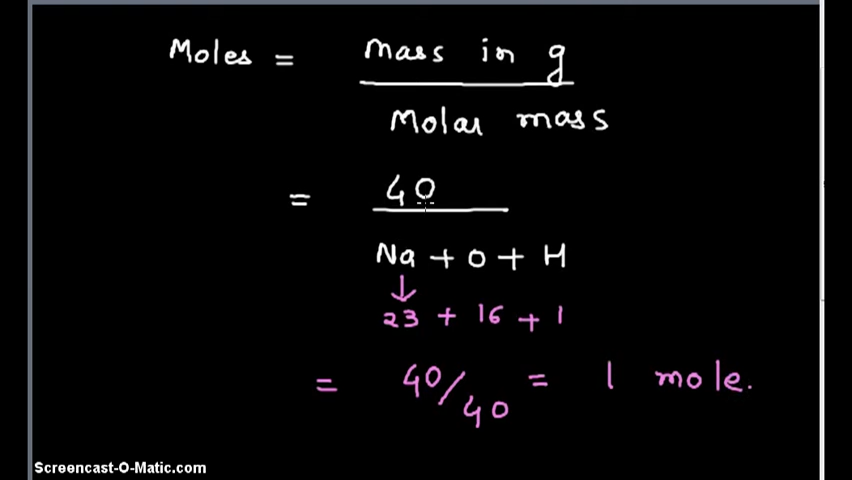 Moles = Mass in g
Molar mass
= 40
Na + O + H
↓
23 + 16 + 1
= 40/40 = 1 mole.
Screencast-O-Matic.com